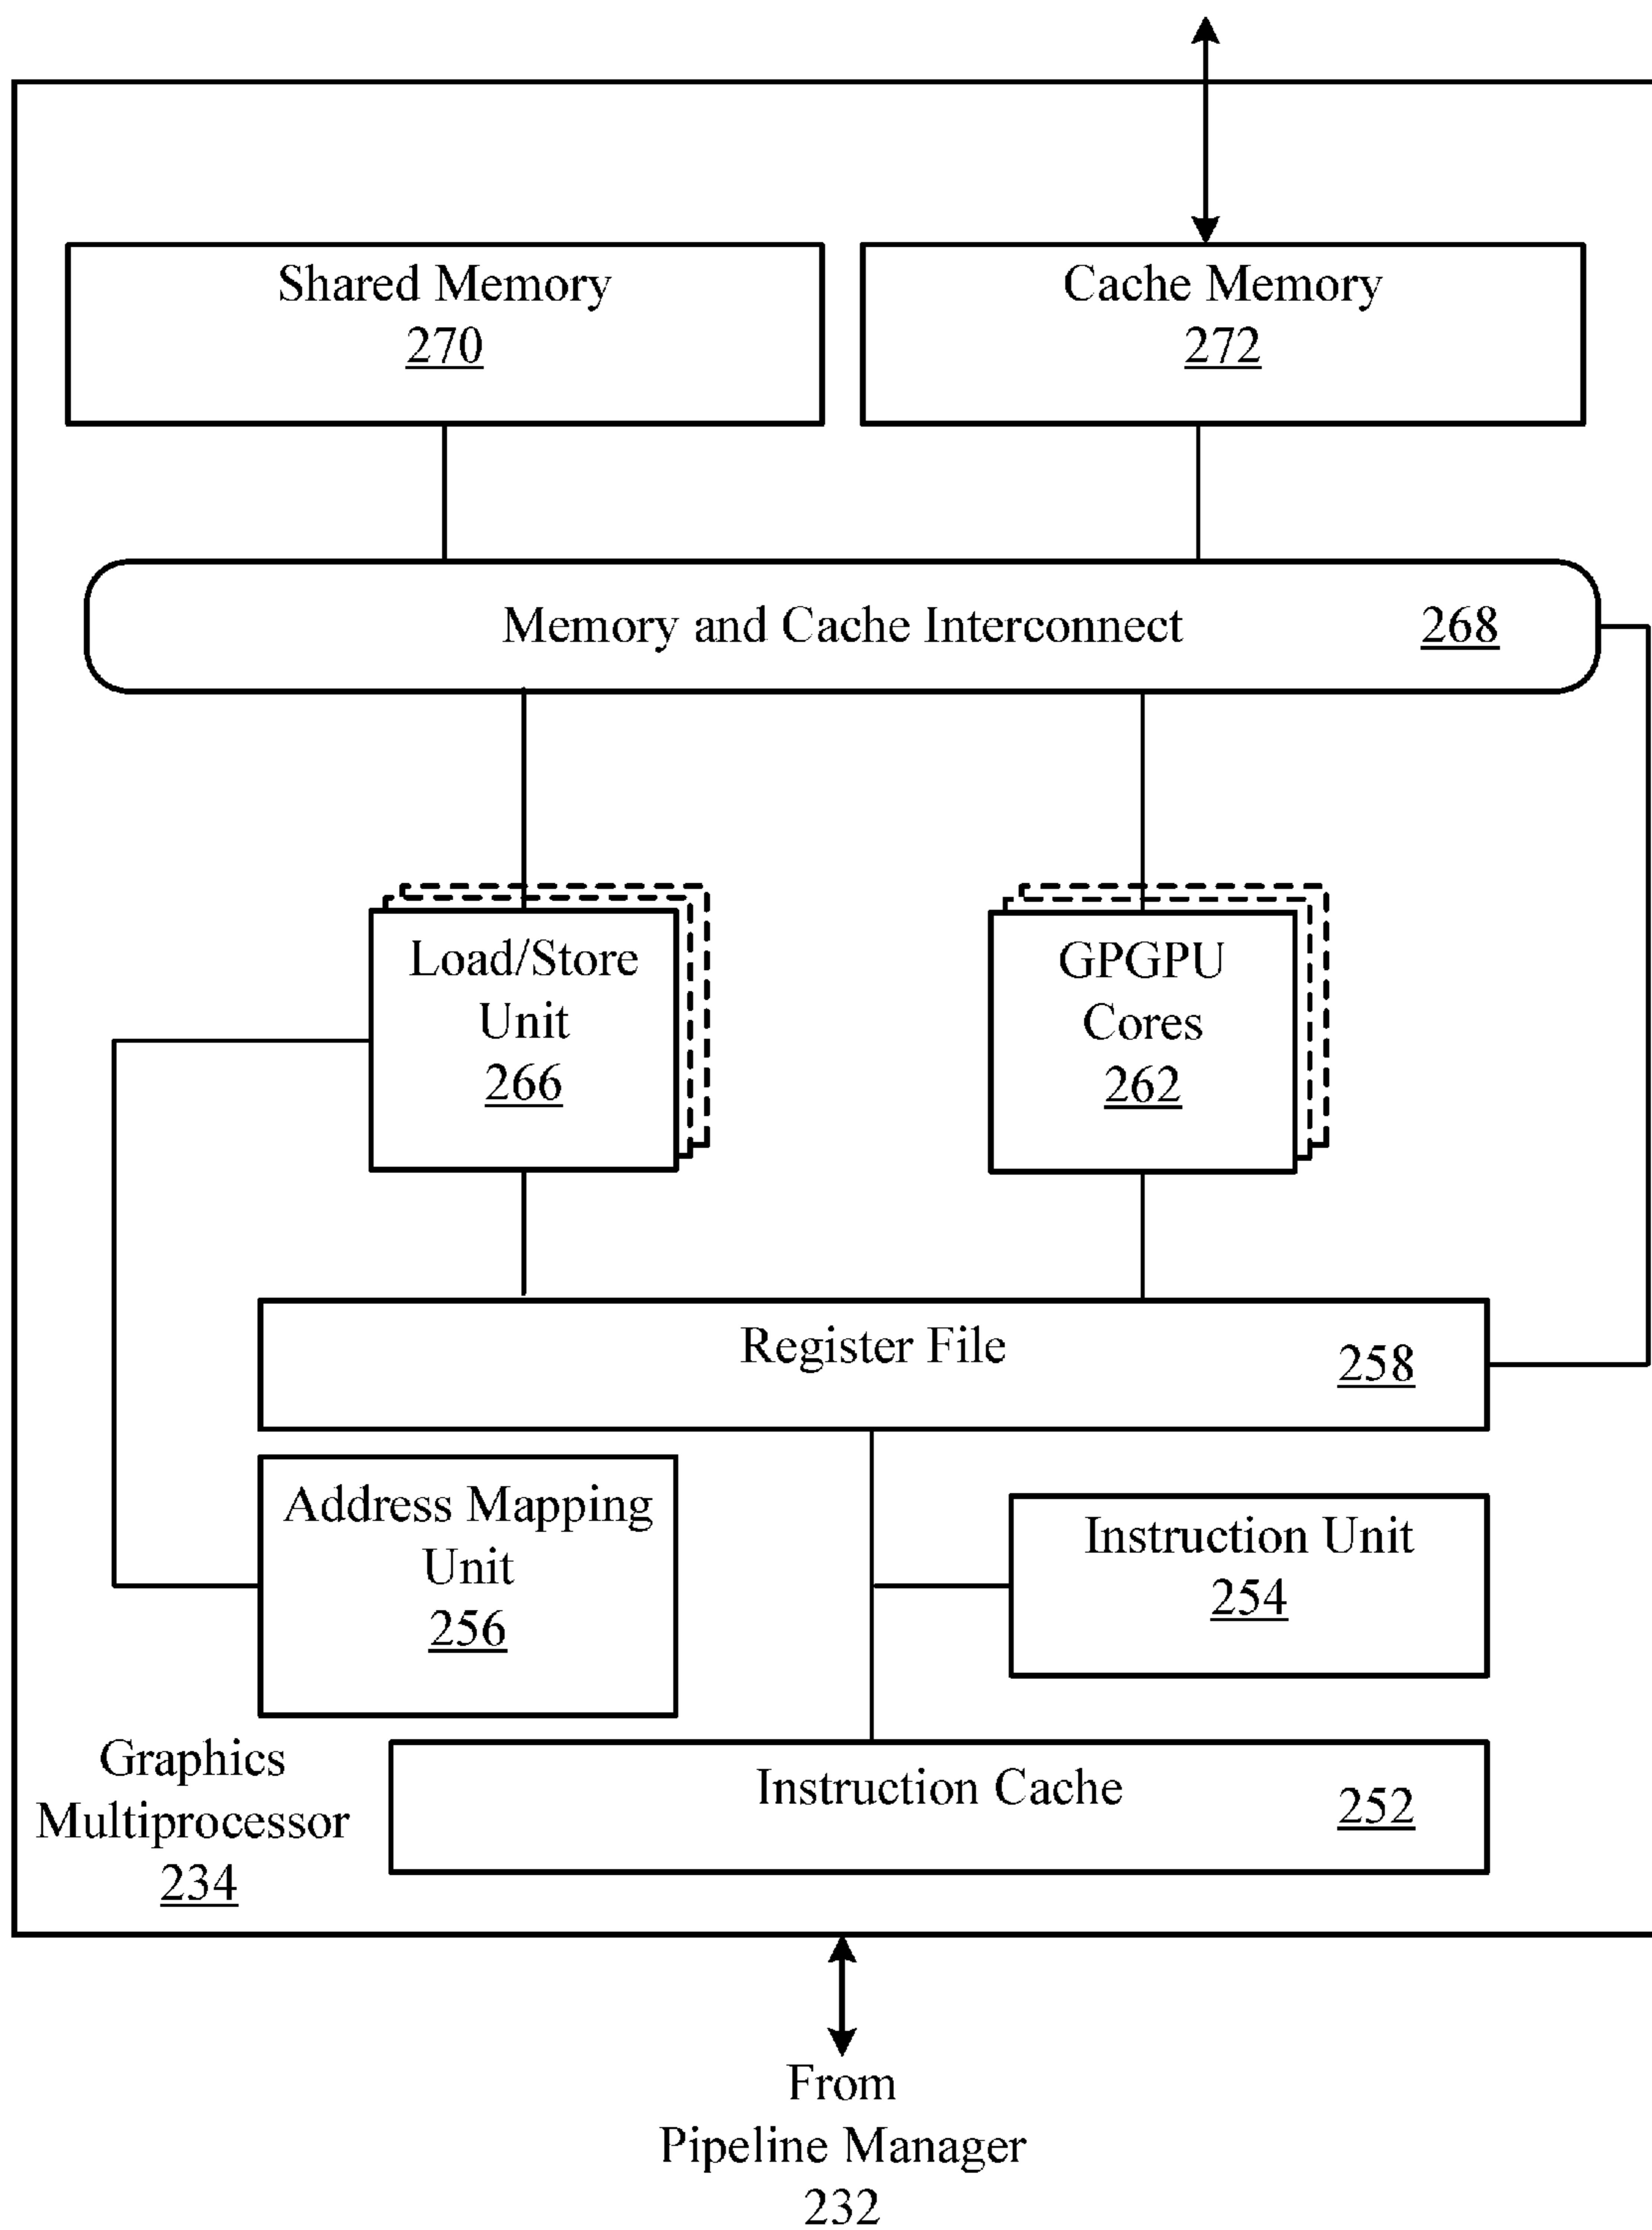 Shared Memory
270
Cache Memory
272
Memory and Cache Interconnect 268
Load/Store
Unit
266
GPGPU
Cores
262
Register File 258
Address Mapping
Unit
256
Instruction Unit
254
Graphics
Multiprocessor
234
Instruction Cache 252
From
Pipeline Manager
232